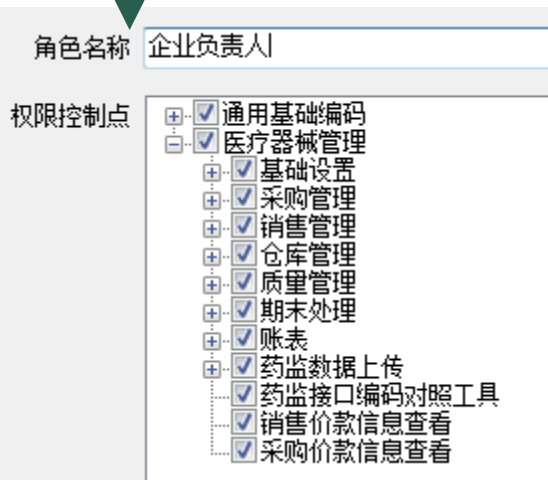 角色名称 企业负责人
权限控制点 通用基础编码
医疗器械管理
基础设置
采购管理
销售管理
仓库管理
质量管理
期末处理
账表
药监数据上传
药监接口编码对照工具
销售价款信息查看
采购价款信息查看